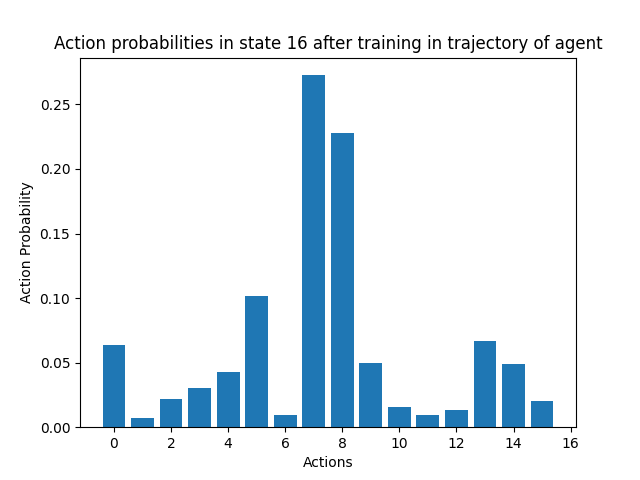 Action probabilities in state 16 after training in trajectory of agent
0.25
0.20
0.15
0.10
0.05
0.00
Action Probability
0 2 4 6 8 10 12 14 16
Actions